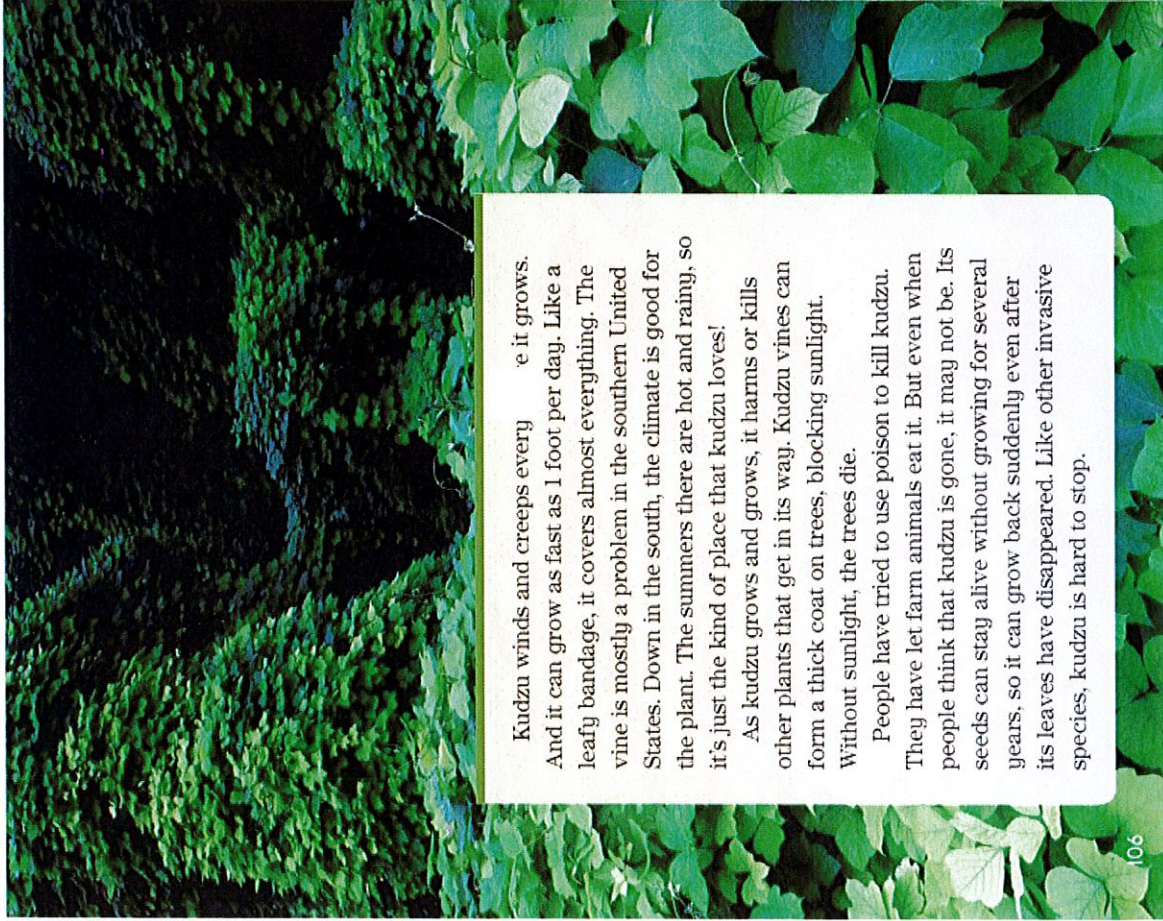 Kudzu winds and creeps every e it grows.
And it can grow as fast as 1 foot per day. Like a
leafy bandage, it covers almost everything. The
vine is mostly a problem in the southern United
States. Down in the south, the climate is good for
the plant. The summers there are hot and rainy, so
it's just the kind of place that kudzu loves!
As kudzu grows and grows, it harms or kills
other plants that get in its way. Kudzu vines can
form a thick coat on trees, blocking sunlight.
Without sunlight, the trees die.
People have tried to use poison to kill kudzu.
They have let farm animals eat it. But even when
people think that kudzu is gone, it may not be. Its
seeds can stay alive without growing for several
years, so it can grow back suddenly even after
its leaves have disappeared. Like other invasive
species, kudzu is hard to stop.
106